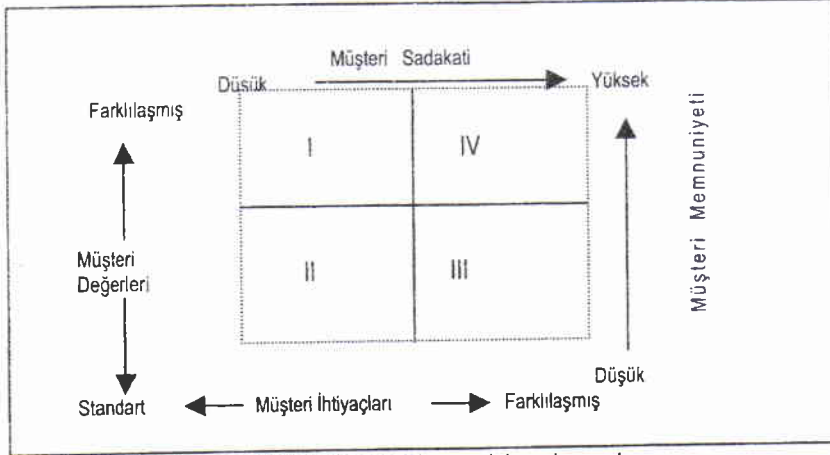 Müşteri Sadakati
Düşük
Yüksek
Farklılaşmış
I
IV
Müşteri Memnuniyeti
Müşteri
Değerleri
II
III
Düşük
Standart
Müşteri İhtiyaçları
Farklılaşmış